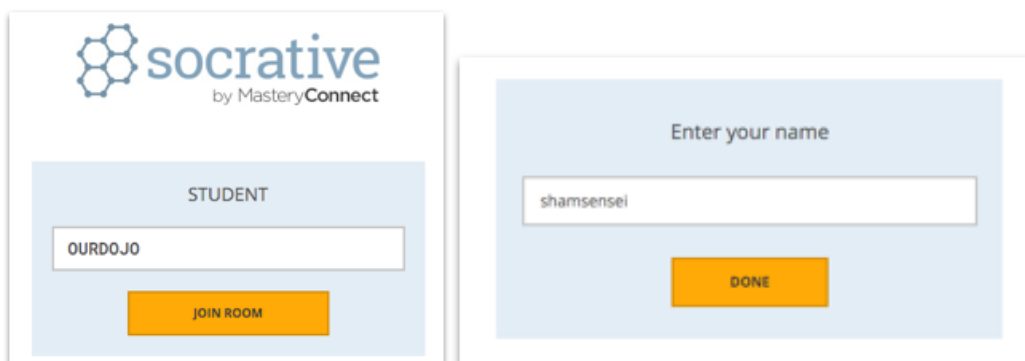 socrative
by MasteryConnect
STUDENT
OURDOJO
JOIN ROOM
Enter your name
shamsensei
DONE